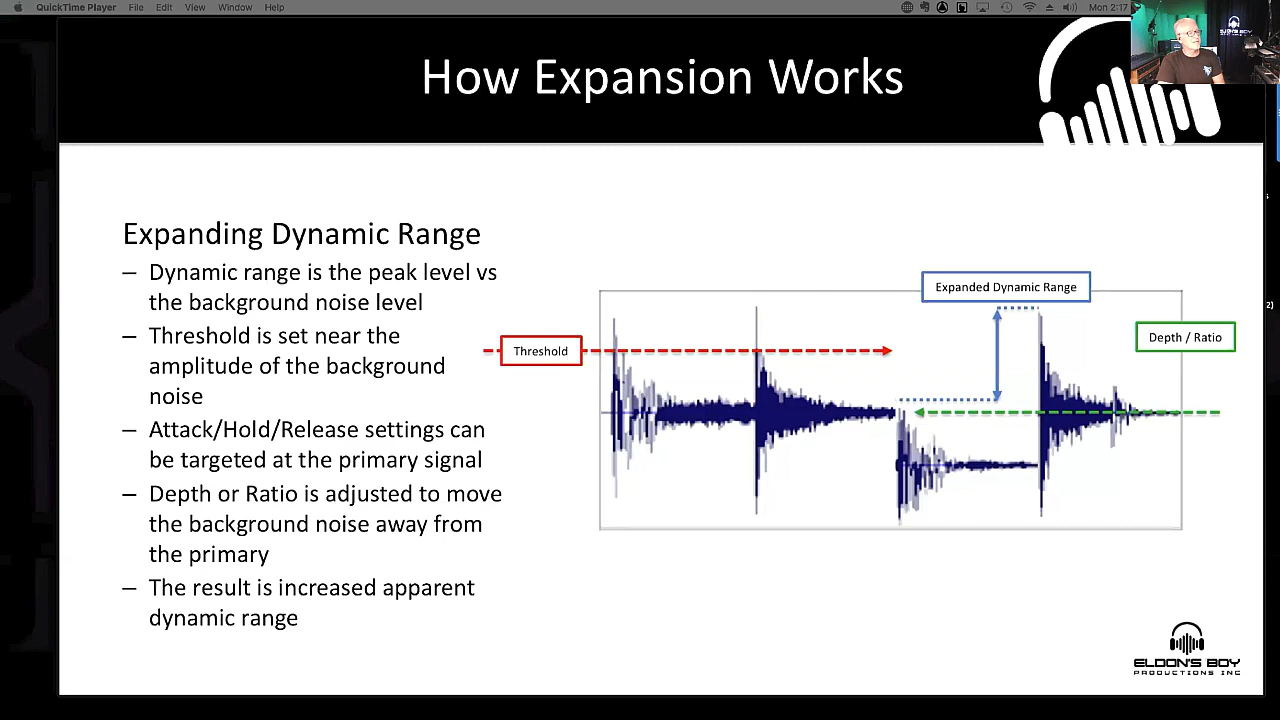 QuickTime Player File Edit View Window Help Mon 2:17
How Expansion Works
Expanding Dynamic Range
– Dynamic range is the peak level vs
the background noise level
– Threshold is set near the
amplitude of the background
noise
– Attack/Hold/Release settings can
be targeted at the primary signal
– Depth or Ratio is adjusted to move
the background noise away from
the primary
– The result is increased apparent
dynamic range
Expanded Dynamic Range
Depth / Ratio
Threshold
ELDON'S BOY
PRODUCTIONS INC